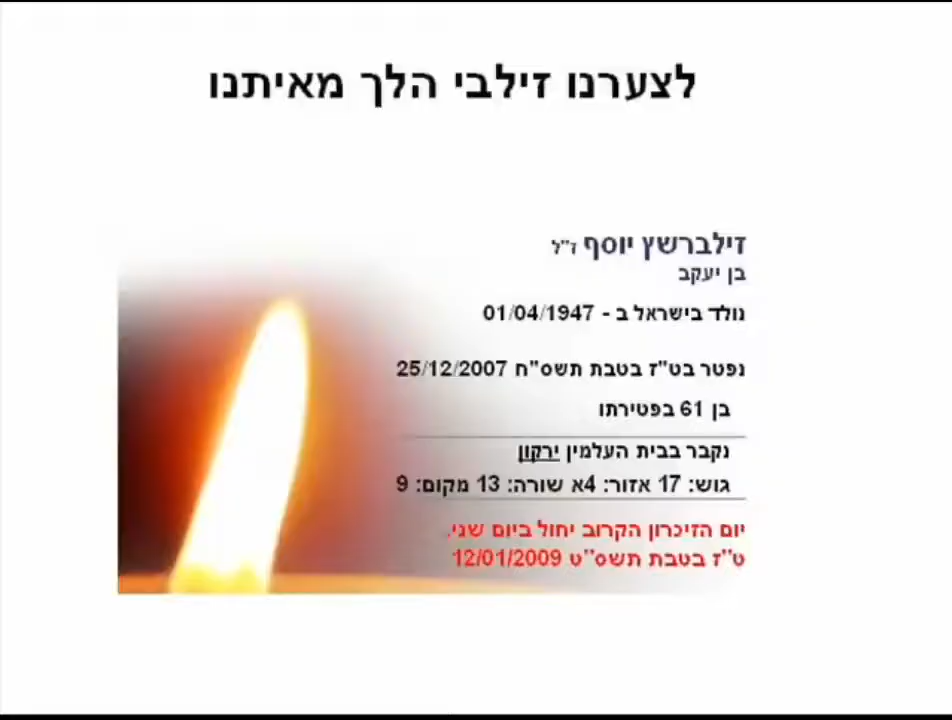 לצערנו זילבי הלך מאיתנו
זילברשץ יוסף ז"ל
בן יעקב
נולד בישראל ב - 01/04/1947
נפטר בט"ז בטבת תשס"ח 25/12/2007
בן 61 בפטירתו
נקבר בבית העלמין ירקון
גוש: 17 אזור: 4א שורה: 13 מקום: 9
יום הזיכרון הקרוב יחול ביום שני,
ט"ז בטבת תשס"ט 12/01/2009